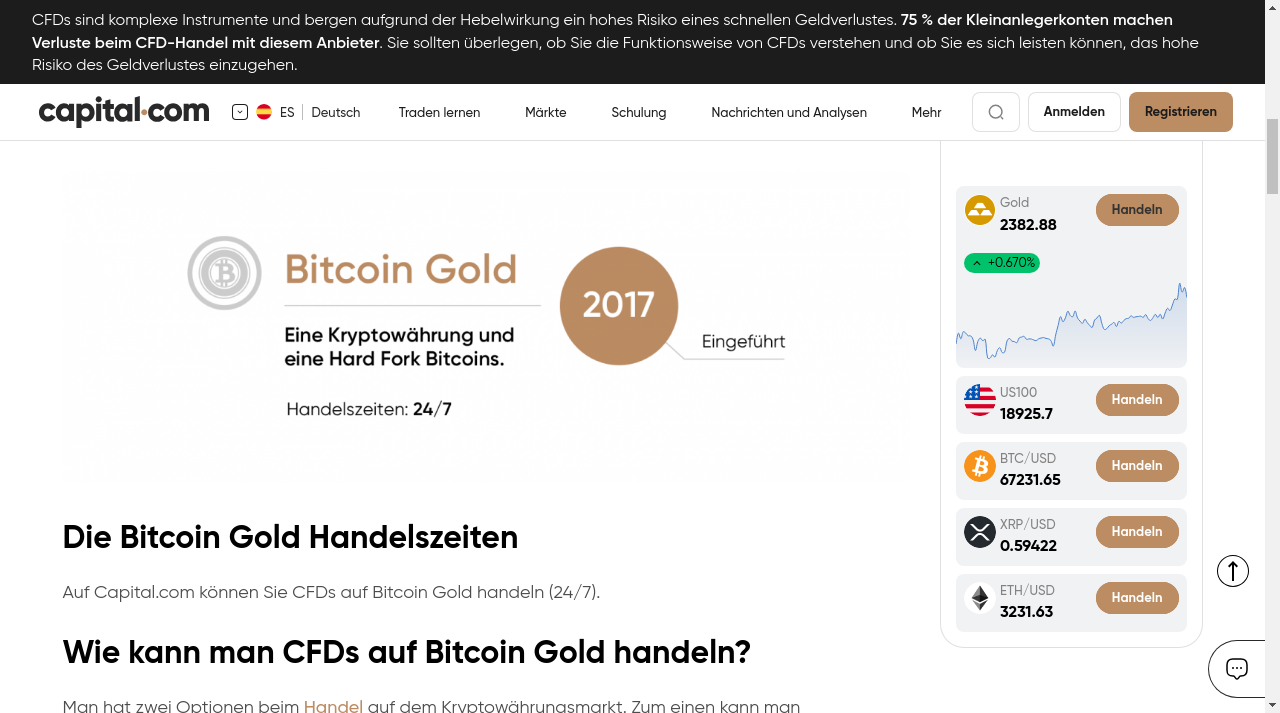 CFDs sind komplexe Instrumente und bergen aufgrund der Hebelwirkung ein hohes Risiko eines schnellen Geldverlustes. 75 % der Kleinanlegerkonten machen
Verluste beim CFD-Handel mit diesem Anbieter. Sie sollten überlegen, ob Sie die Funktionsweise von CFDs verstehen und ob Sie es sich leisten können, das hohe
Risiko des Geldverlustes einzugehen.
capital.com ES Deutsch Traden lernen Märkte Schulung Nachrichten und Analysen Mehr Anmelden Registrieren
Bitcoin Gold
Eine Kryptowährung und
eine Hard Fork Bitcoins.
Handelszeiten: 24/7
2017
Eingeführt
Die Bitcoin Gold Handelszeiten
Auf Capital.com können Sie CFDs auf Bitcoin Gold handeln (24/7).
Wie kann man CFDs auf Bitcoin Gold handeln?
Man hat zwei Optionen beim Handel auf dem Kryptowährungsmarkt. Zum einen kann man
Gold
2382.88
Handeln
+0.670%
US100
18925.7
Handeln
BTC/USD
67231.65
Handeln
XRP/USD
0.59422
Handeln
ETH/USD
3231.63
Handeln